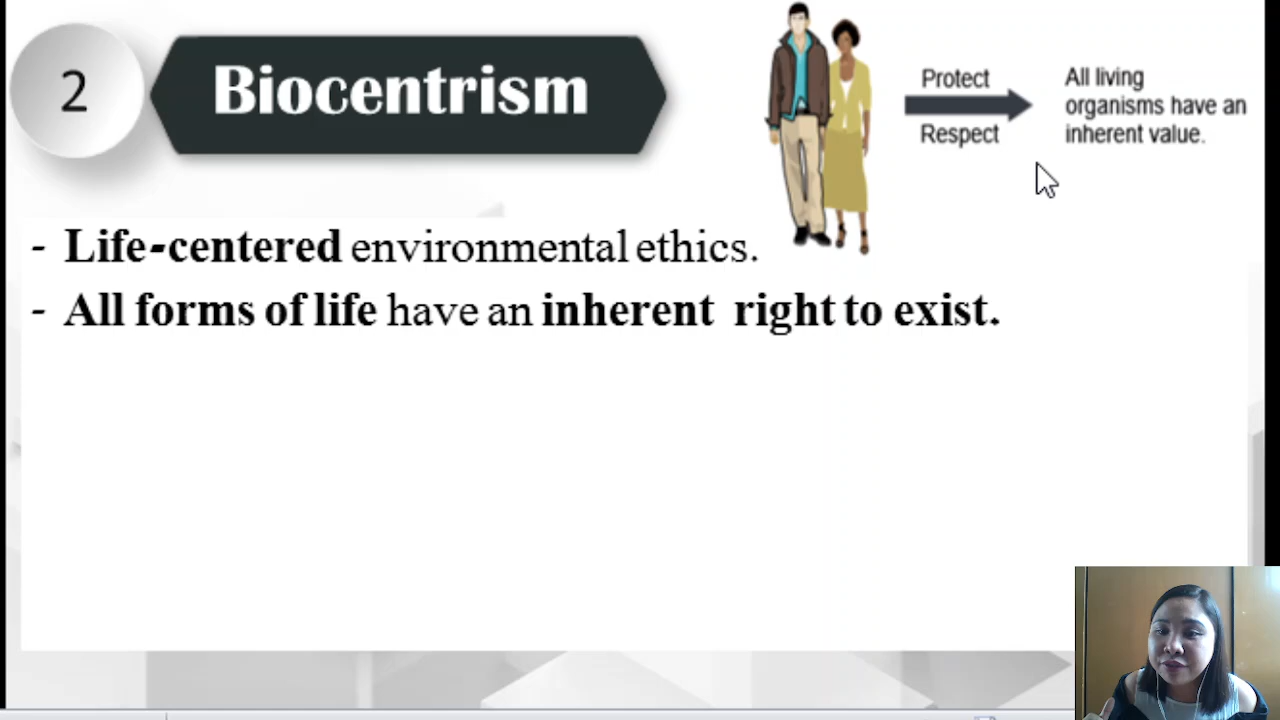 2
Biocentrism
Protect
Respect
All living
organisms have an
inherent value.
- Life-centered environmental ethics.
- All forms of life have an inherent right to exist.